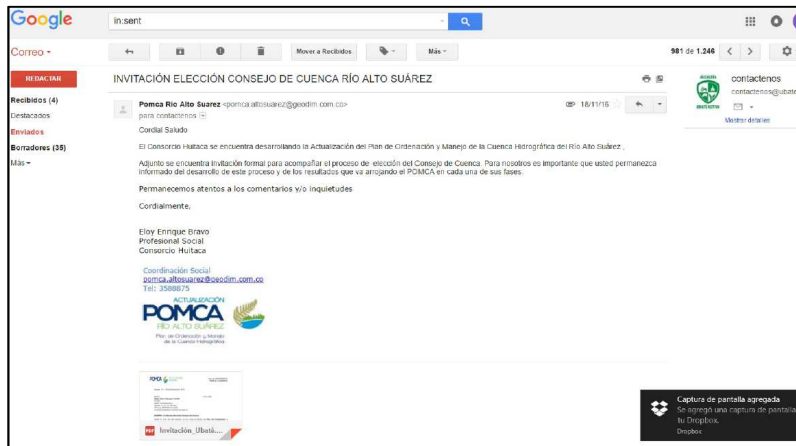 Google
in:sent
Correo
Mover a Recibidos
Más
981 de 1.246
REDACTAR
INVITACIÓN ELECCIÓN CONSEJO DE CUENCA RÍO ALTO SUÁREZ
contactenos
contactenos@ubate
Mostrar detalles
Recibidos (4)
Destacados
Enviados
Borradores (35)
Más
Pomca Rio Alto Suarez <pomca.altosuarez@geodim.com.co>
18/11/16
para contactenos
Cordial Saludo
El Consorcio Huitaca se encuentra desarrollando la Actualización del Plan de Ordenación y Manejo de la Cuenca Hidrográfica del Río Alto Suárez ,
Adjunto se encuentra invitación formal para acompañar el proceso de elección del Consejo de Cuenca. Para nosotros es importante que usted permanezca
informado del desarrollo de este proceso y de los resultados que va arrojando el POMCA en cada una de sus fases.
Permanecemos atentos a los comentarios y/o inquietudes
Cordialmente,
Eloy Enrique Bravo
Profesional Social
Consorcio Huitaca
Coordinación Social
pomca.altosuarez@geodim.com.co
Tel: 3588875
ACTUALIZACIÓN
POMCA
RÍO ALTO SUÁREZ
Plan de Ordenación y Manejo
de la Cuenca Hidrográfica
POMCA
PDF Invitación_Ubatá....
Captura de pantalla agregada
Se agregó una captura de pantalla
tu Dropbox.
Dropbox